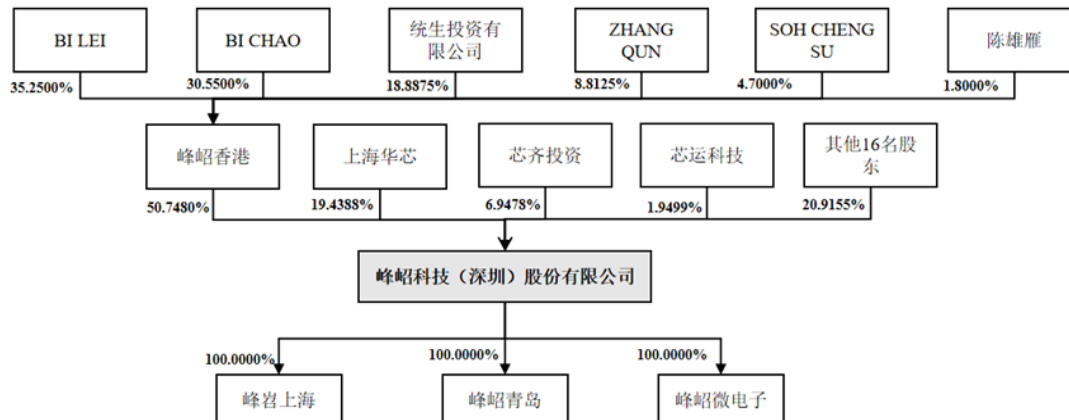 BI LEI
BI CHAO
统生投资有
限公司
ZHANG
QUN
SOH CHENG
SU
陈雄雁
35.2500%
30.5500%
18.8875%
8.8125%
4.7000%
1.8000%
峰岹香港
上海华芯
芯齐投资
芯运科技
其他16名股
东
50.7480%
19.4388%
6.9478%
1.9499%
20.9155%
峰岹科技（深圳）股份有限公司
100.0000%
100.0000%
100.0000%
峰岧上海
峰岹青岛
峰岹微电子